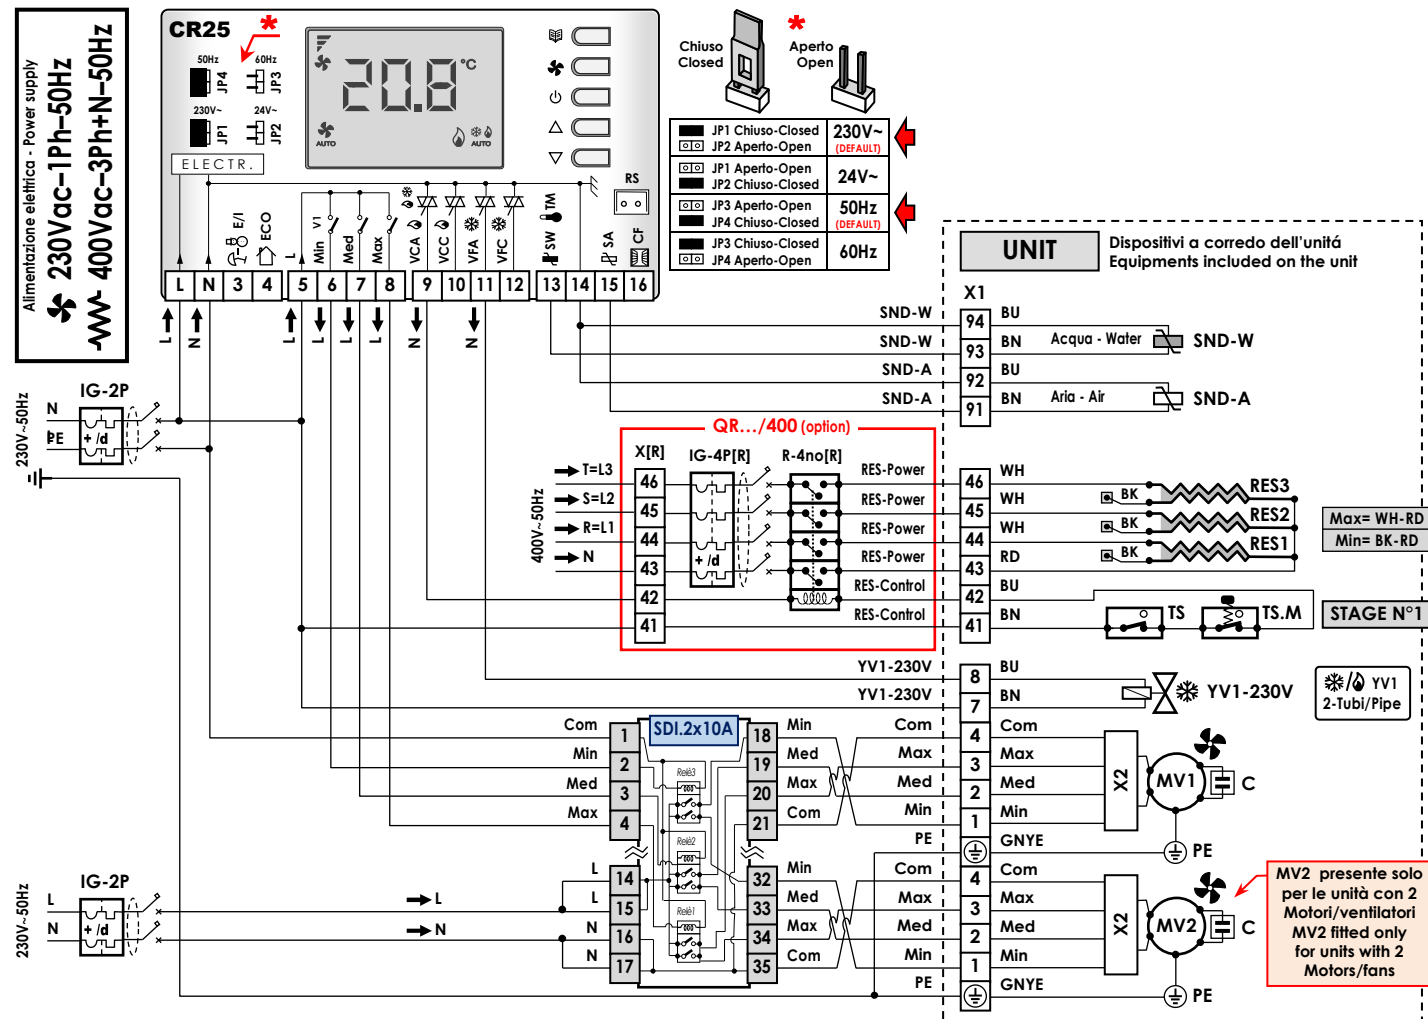 Alimentazione elettrica - Power supply
230Vac–1Ph–50Hz
400Vac–3Ph+N–50Hz
CR25
*
50Hz
60Hz
JP4
JP3
230V~
24V~
JP1
JP2
ELECTR.
20.8
°C
AUTO
AUTO
RS
Chiuso
Closed
*
Aperto
Open
JP1 Chiuso-Closed
JP2 Aperto-Open
230V~
(DEFAULT)
JP1 Aperto-Open
JP2 Chiuso-Closed
24V~
JP3 Aperto-Open
JP4 Chiuso-Closed
50Hz
(DEFAULT)
JP3 Chiuso-Closed
JP4 Aperto-Open
60Hz
E/I
ECO
L
Min
V1
Med
Max
VCA
VCC
VFA
VFC
SW
TM
SA
CF
L N 3 4 5 6 7 8 9 10 11 12 13 14 15 16
L
N
L
L
L
L
N
N
UNIT
Dispositivi a corredo dell'unitá
Equipments included on the unit
X1
SND-W 94 BU
SND-W 93 BN
Acqua - Water
SND-W
SND-A 92 BU
SND-A 91 BN
Aria - Air
SND-A
230V~50Hz
IG-2P
N
L
PE
+ /d
QR.../400 (option)
X[R]
IG-4P[R]
R-4no[R]
400V~50Hz
T=L3 46 RES-Power 46 WH BK RES3
S=L2 45 RES-Power 45 WH BK RES2
R=L1 44 RES-Power 44 WH BK RES1
N 43 RES-Power 43 RD
+ /d
42 RES-Control 42 BU
41 RES-Control 41 BN
TS
TS.M
Max= WH-RD
Min= BK-RD
STAGE N°1
YV1-230V 8 BU
YV1-230V 7 BN
YV1-230V
YV1
2-Tubi/Pipe
SDI.2x10A
Com 1 18 Min Com 4 Com
Min 2 19 Med Max 3 Max
Med 3 20 Max Med 2 Med
Max 4 21 Com Min 1 Min
Relè3
Relè2
Relè1
X2
MV1
C
PE GNYE PE
230V~50Hz
IG-2P
L
N
+ /d
L
N
L 14 32 Min Com 4 Com
L 15 33 Med Max 3 Max
N 16 34 Max Med 2 Med
N 17 35 Com Min 1 Min
X2
MV2
C
PE GNYE PE
MV2 presente solo
per le unità con 2
Motori/ventilatori
MV2 fitted only
for units with 2
Motors/fans